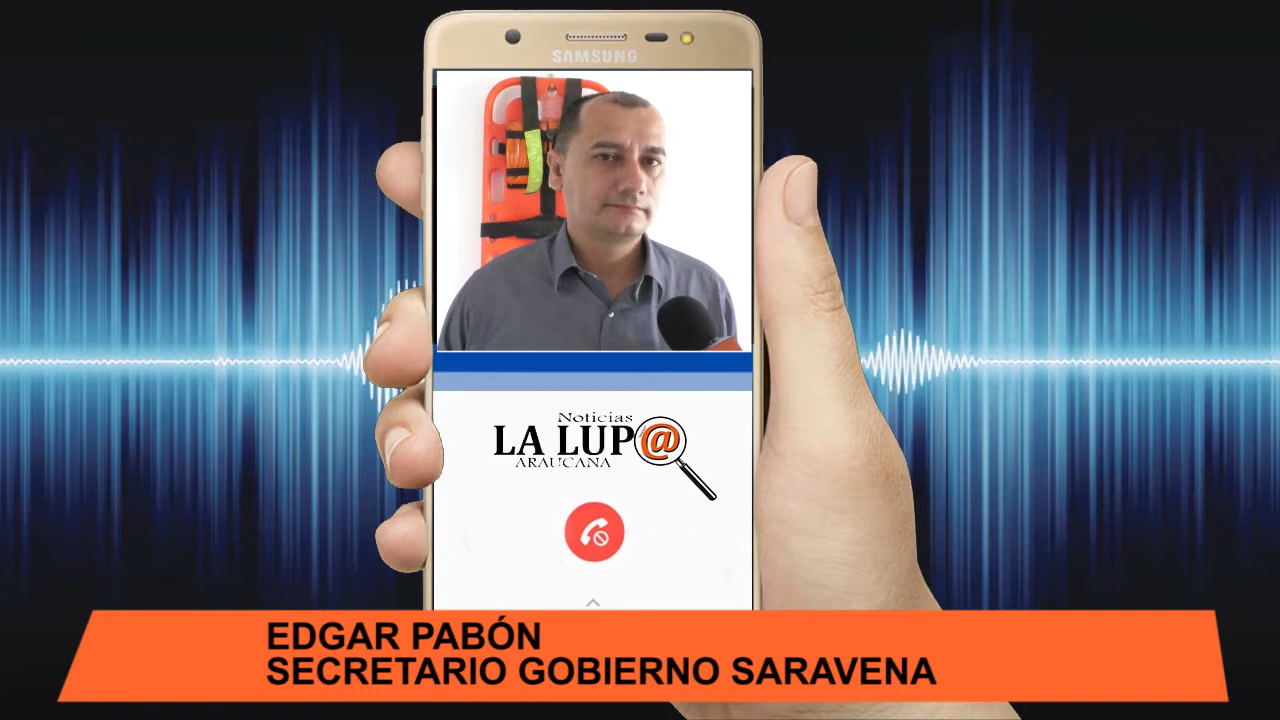 SAMSUNG
Noticias
LA LUP@
ARAUCANA
EDGAR PABÓN
SECRETARIO GOBIERNO SARAVENA